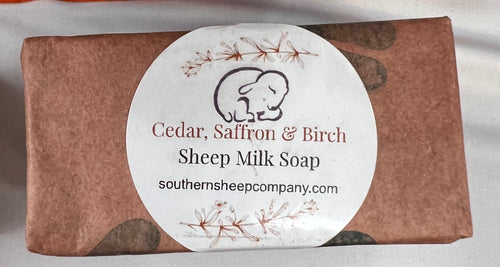 Cedar, Saffron & Birch
Sheep Milk Soap
southernsheepcompany.com